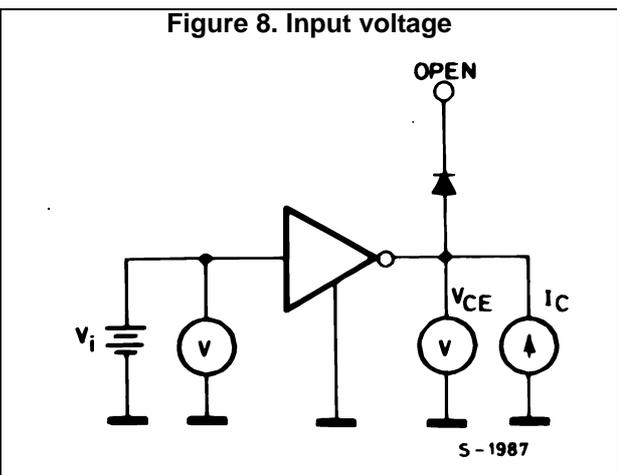 Figure 8. Input voltage
OPEN
VCE
IC
Vi
V
V
S-1987